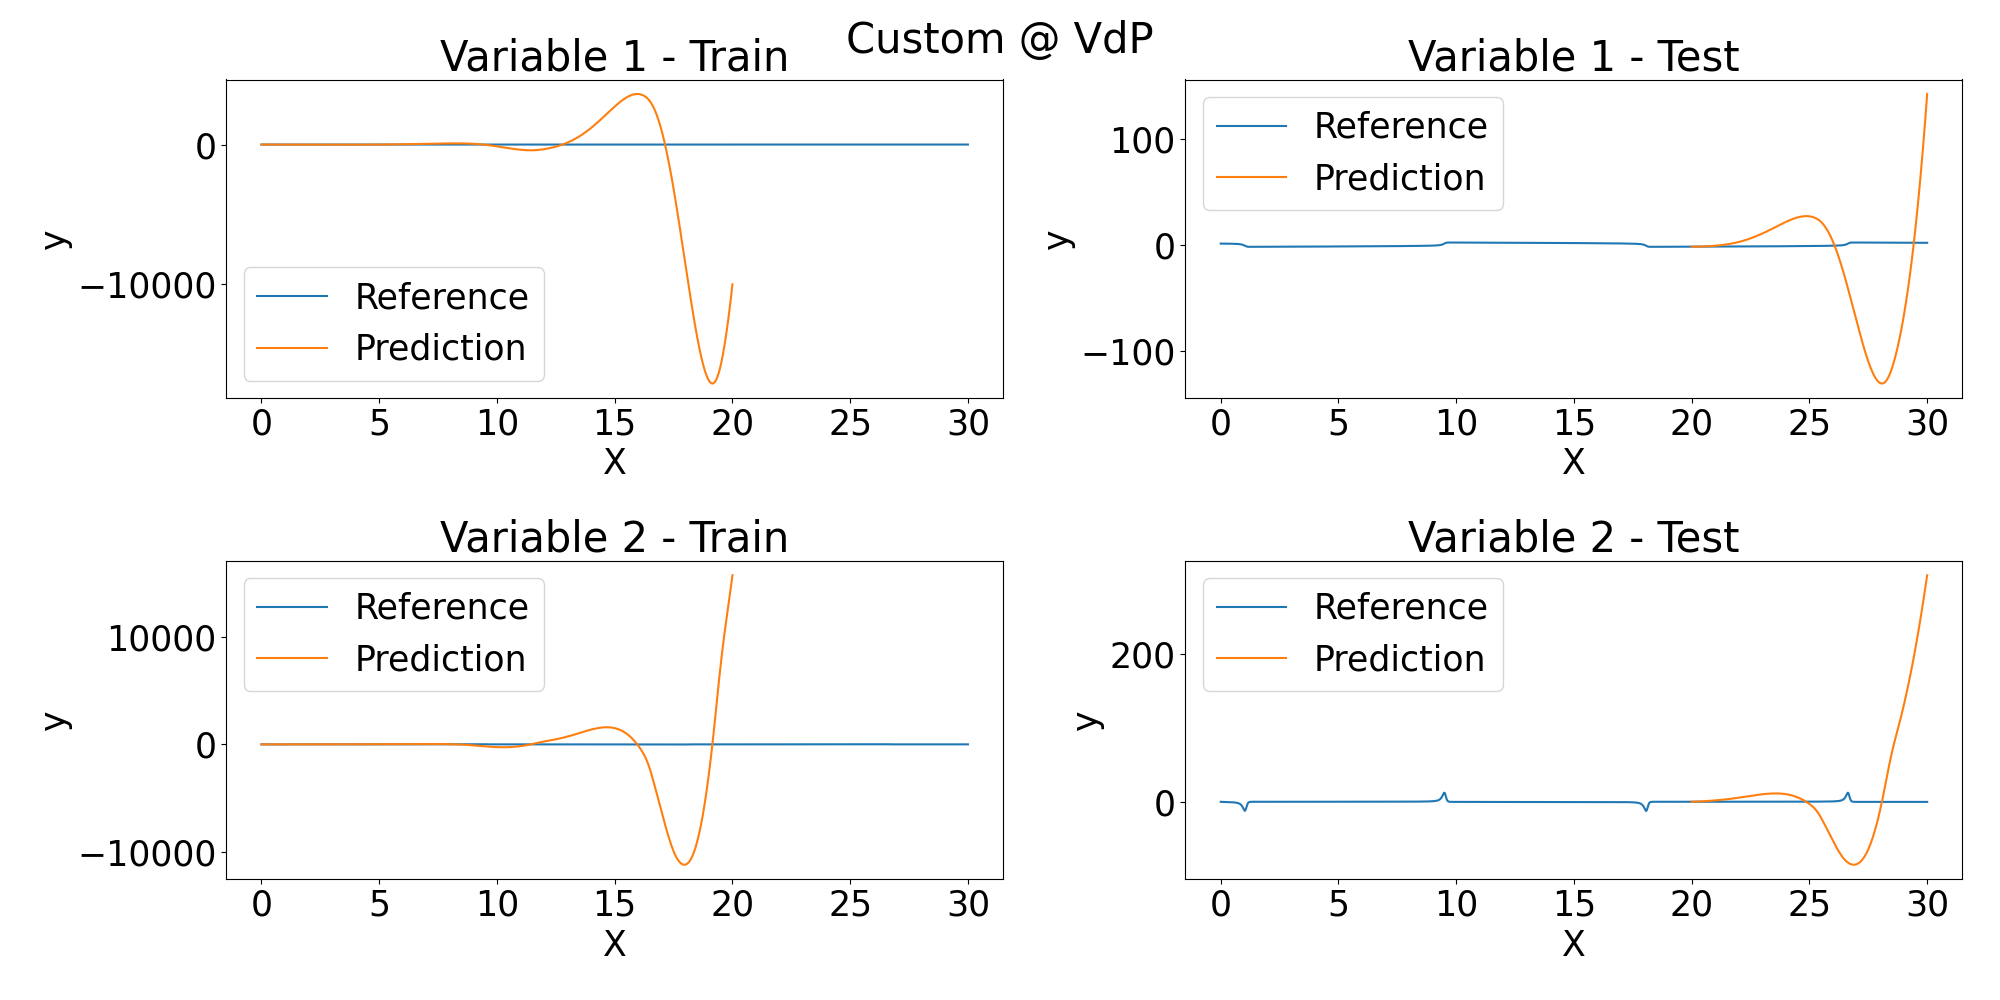 Custom @ VdP
Variable 1 - Train
y
0
−10000
Reference
Prediction
0 5 10 15 20 25 30
X
Variable 1 - Test
y
100
0
−100
Reference
Prediction
0 5 10 15 20 25 30
X
Variable 2 - Train
y
10000
0
−10000
Reference
Prediction
0 5 10 15 20 25 30
X
Variable 2 - Test
y
200
0
Reference
Prediction
0 5 10 15 20 25 30
X